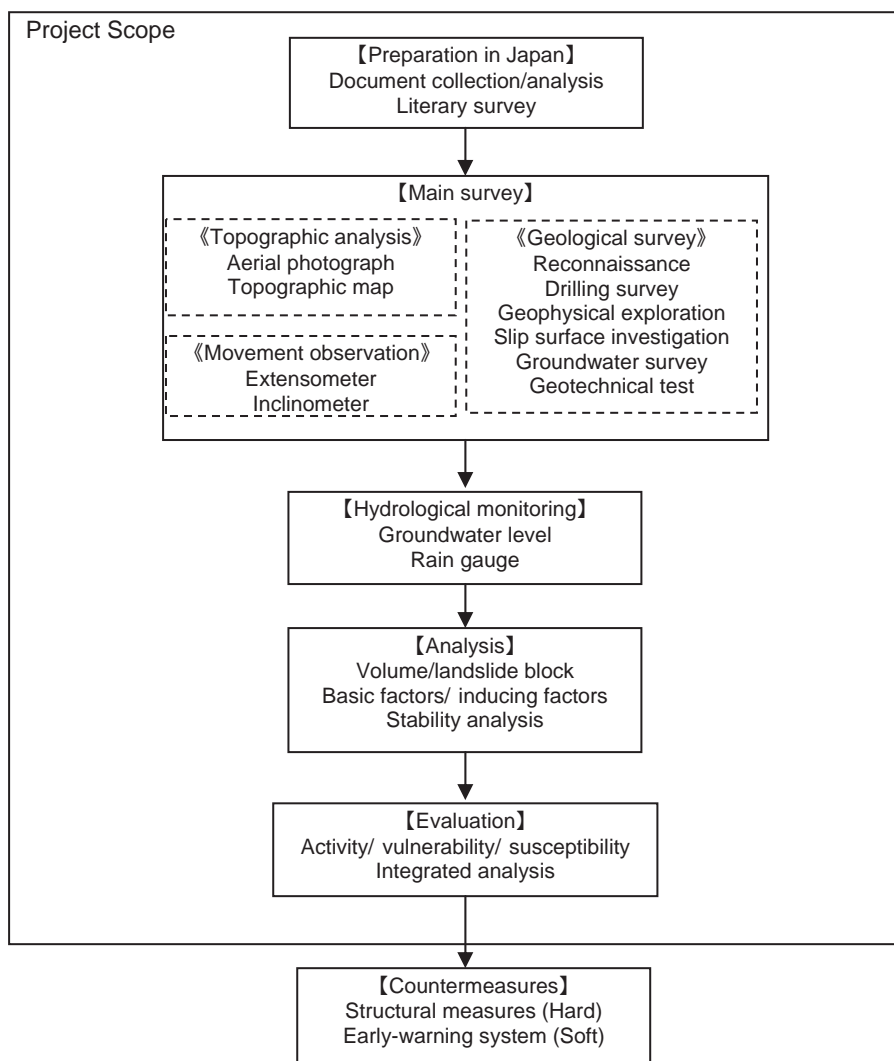 Project Scope
【Preparation in Japan】
Document collection/analysis
Literary survey
【Main survey】
《Topographic analysis》
Aerial photograph
Topographic map
《Movement observation》
Extensometer
Inclinometer
《Geological survey》
Reconnaissance
Drilling survey
Geophysical exploration
Slip surface investigation
Groundwater survey
Geotechnical test
【Hydrological monitoring】
Groundwater level
Rain gauge
【Analysis】
Volume/landslide block
Basic factors/ inducing factors
Stability analysis
【Evaluation】
Activity/ vulnerability/ susceptibility
Integrated analysis
【Countermeasures】
Structural measures (Hard)
Early-warning system (Soft)